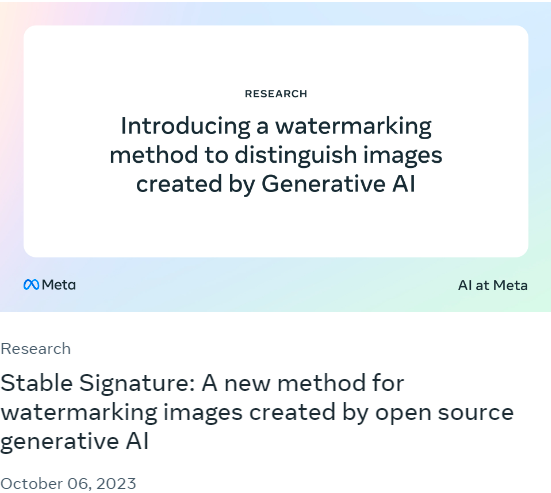 RESEARCH
Introducing a watermarking
method to distinguish images
created by Generative AI
Meta
AI at Meta
Research
Stable Signature: A new method for
watermarking images created by open source
generative AI
October 06, 2023